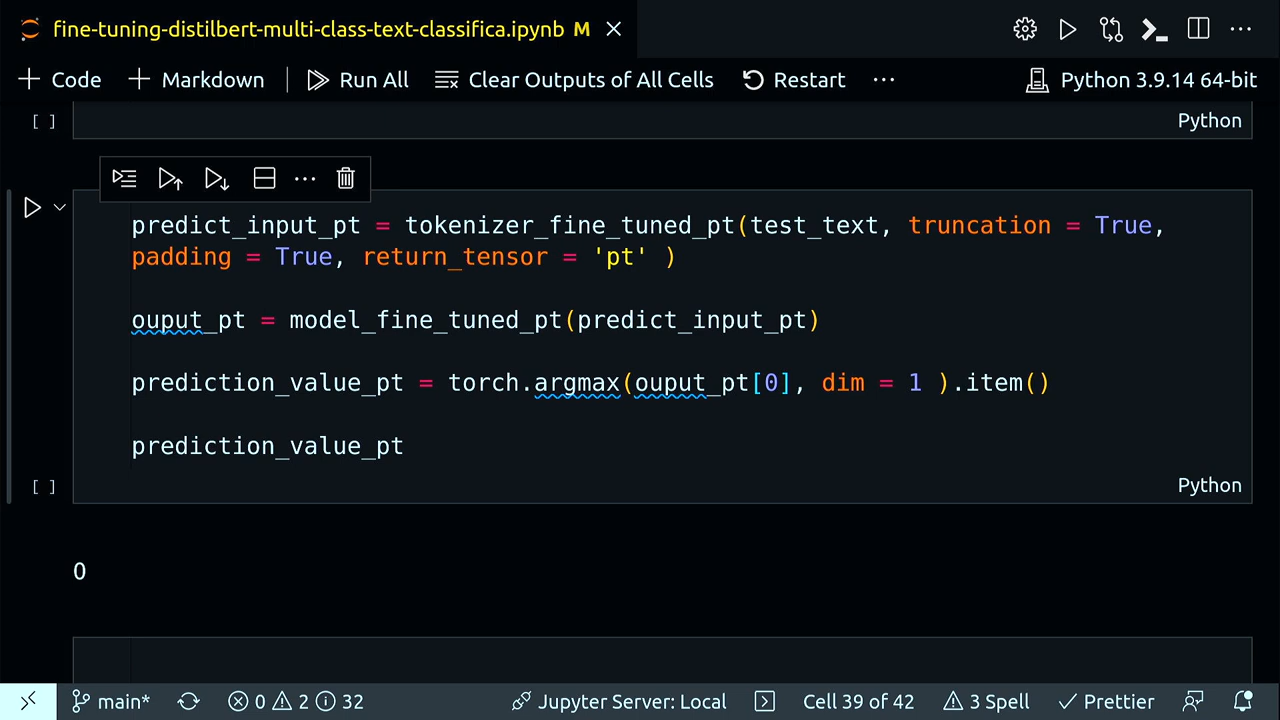 fine-tuning-distilbert-multi-class-text-classifica.ipynb M
Code Markdown Run All Clear Outputs of All Cells Restart ... Python 3.9.14 64-bit
[ ] Python
predict_input_pt = tokenizer_fine_tuned_pt(test_text, truncation = True,
padding = True, return_tensor = 'pt' )
ouput_pt = model_fine_tuned_pt(predict_input_pt)
prediction_value_pt = torch.argmax(ouput_pt[0], dim = 1 ).item()
prediction_value_pt
[ ] Python
0
main* 0 2 32 Jupyter Server: Local Cell 39 of 42 3 Spell Prettier